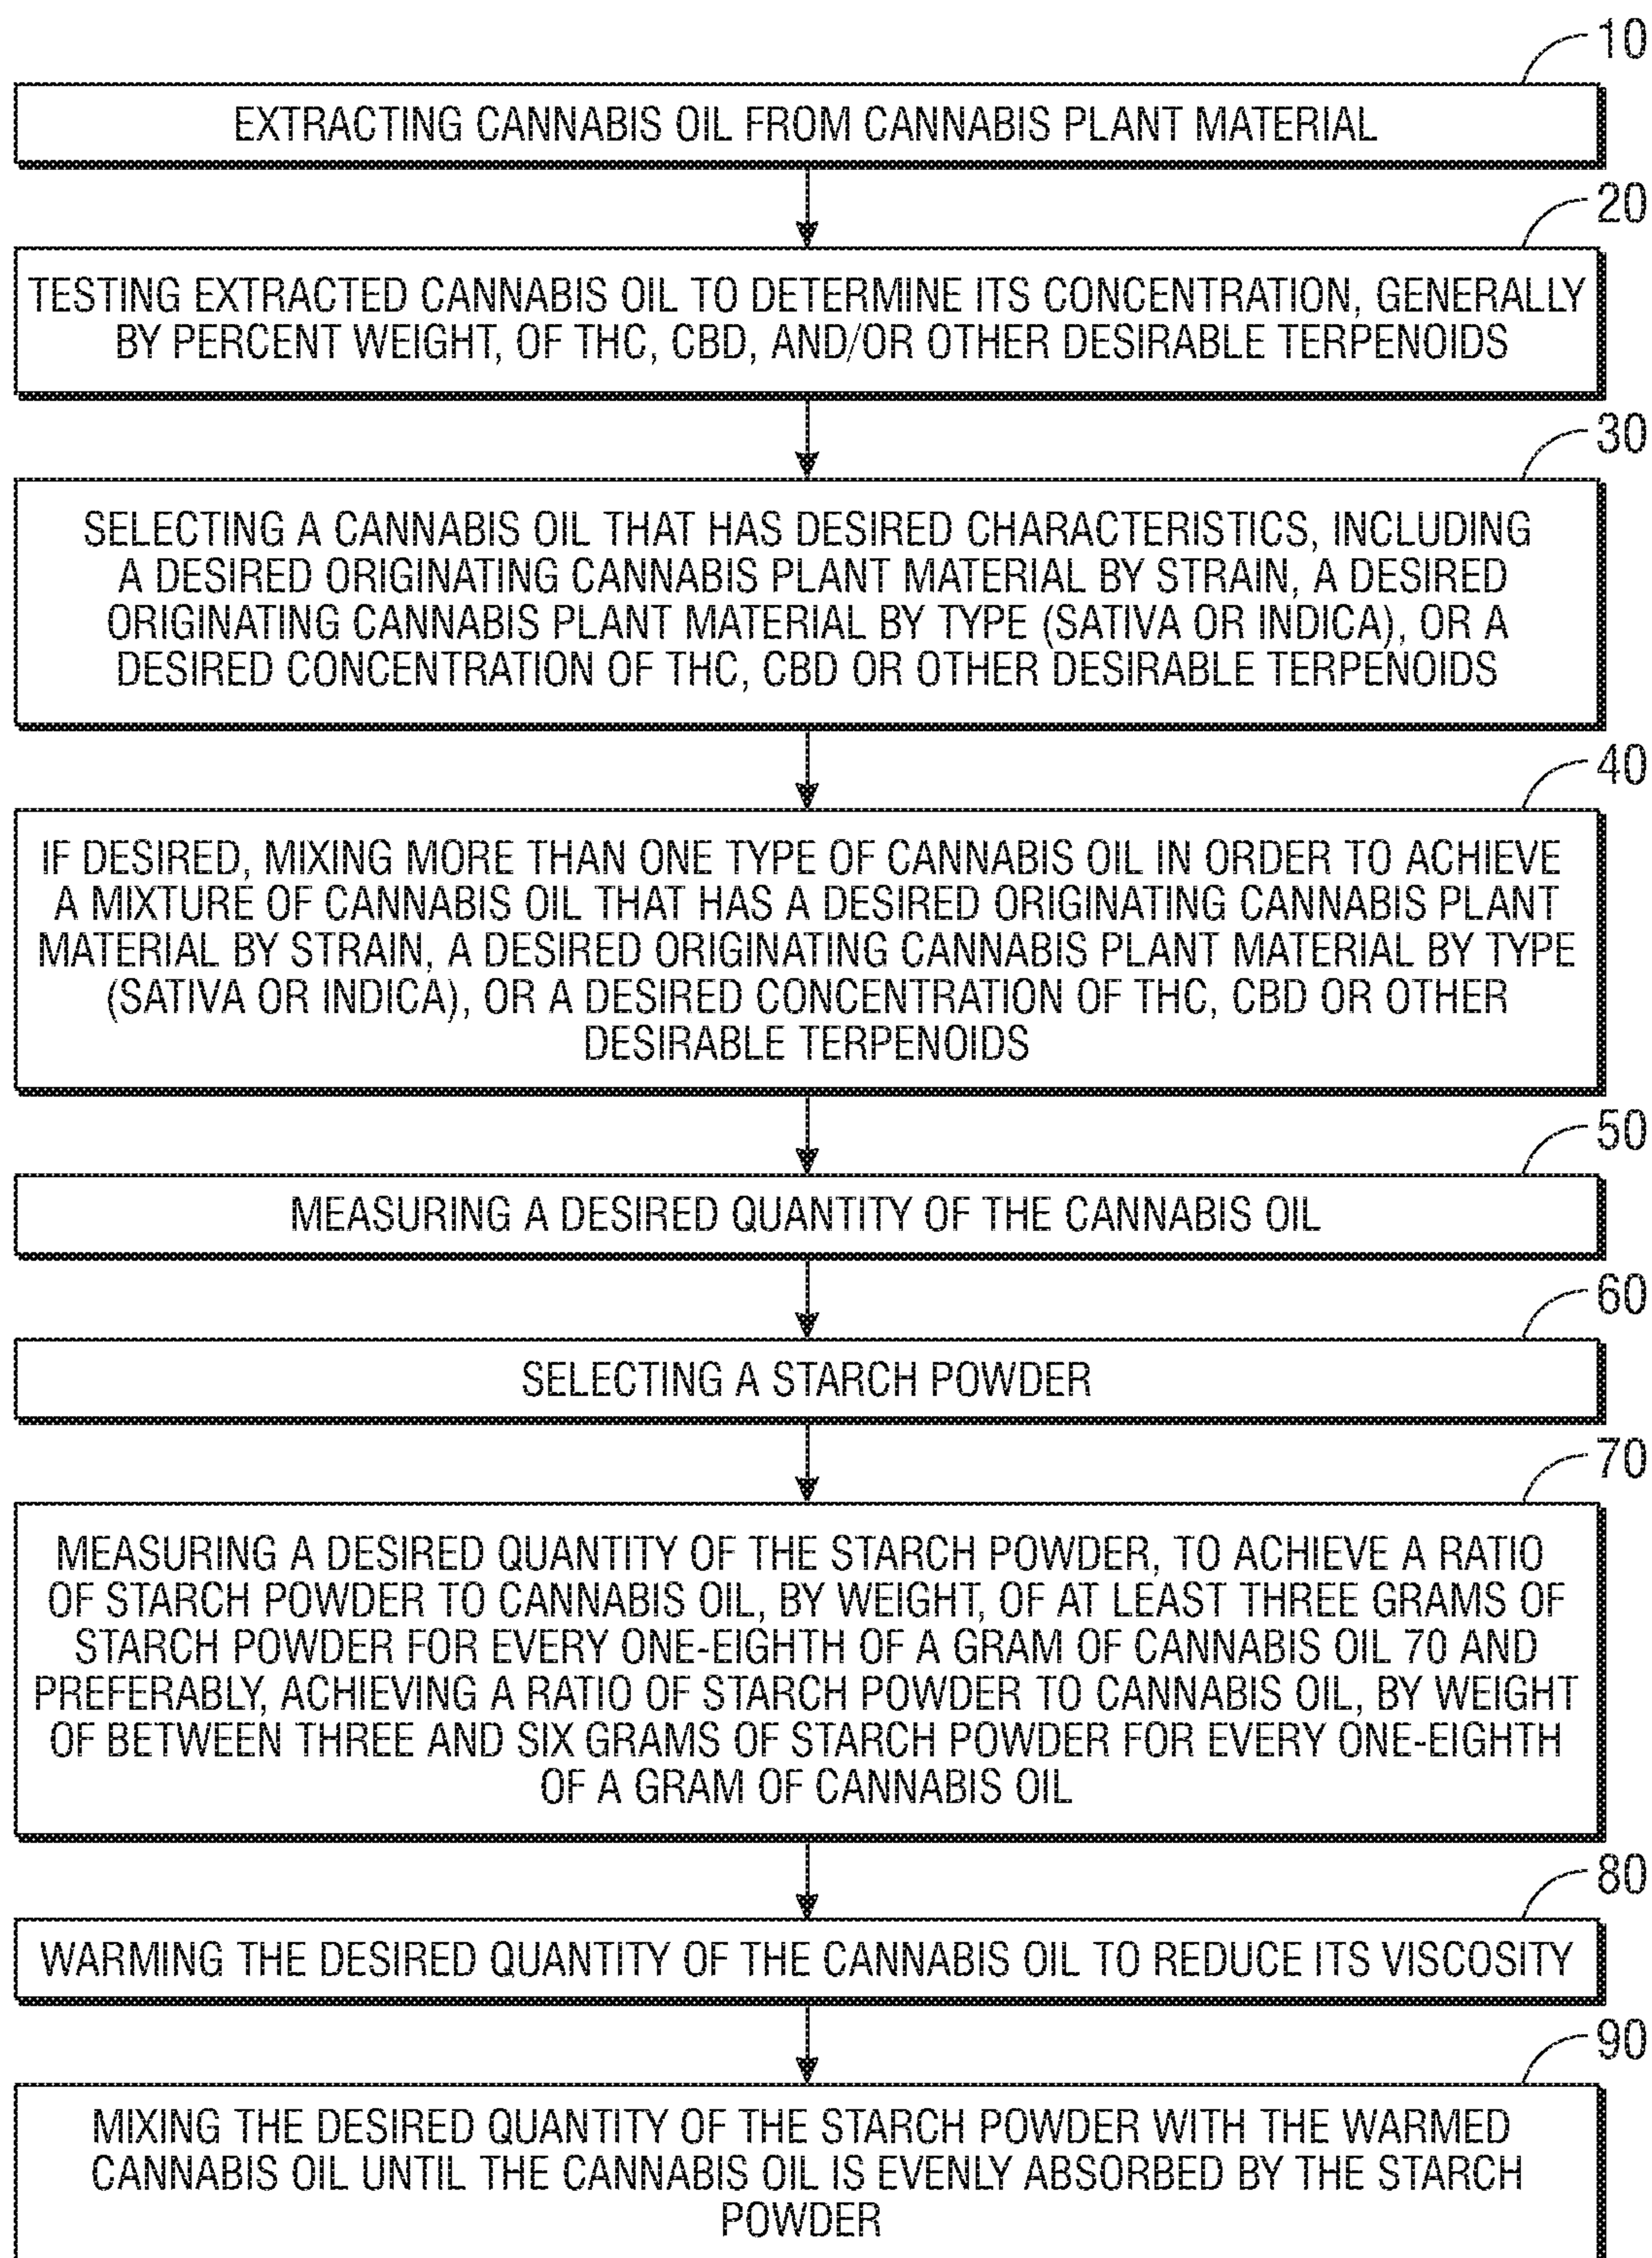 10
EXTRACTING CANNABIS OIL FROM CANNABIS PLANT MATERIAL
20
TESTING EXTRACTED CANNABIS OIL TO DETERMINE ITS CONCENTRATION, GENERALLY
BY PERCENT WEIGHT, OF THC, CBD, AND/OR OTHER DESIRABLE TERPENOIDS
30
SELECTING A CANNABIS OIL THAT HAS DESIRED CHARACTERISTICS, INCLUDING
A DESIRED ORIGINATING CANNABIS PLANT MATERIAL BY STRAIN, A DESIRED
ORIGINATING CANNABIS PLANT MATERIAL BY TYPE (SATIVA OR INDICA), OR A
DESIRED CONCENTRATION OF THC, CBD OR OTHER DESIRABLE TERPENOIDS
40
IF DESIRED, MIXING MORE THAN ONE TYPE OF CANNABIS OIL IN ORDER TO ACHIEVE
A MIXTURE OF CANNABIS OIL THAT HAS A DESIRED ORIGINATING CANNABIS PLANT
MATERIAL BY STRAIN, A DESIRED ORIGINATING CANNABIS PLANT MATERIAL BY TYPE
(SATIVA OR INDICA), OR A DESIRED CONCENTRATION OF THC, CBD OR OTHER
DESIRABLE TERPENOIDS
50
MEASURING A DESIRED QUANTITY OF THE CANNABIS OIL
60
SELECTING A STARCH POWDER
70
MEASURING A DESIRED QUANTITY OF THE STARCH POWDER, TO ACHIEVE A RATIO
OF STARCH POWDER TO CANNABIS OIL, BY WEIGHT, OF AT LEAST THREE GRAMS OF
STARCH POWDER FOR EVERY ONE-EIGHTH OF A GRAM OF CANNABIS OIL 70 AND
PREFERABLY, ACHIEVING A RATIO OF STARCH POWDER TO CANNABIS OIL, BY WEIGHT
OF BETWEEN THREE AND SIX GRAMS OF STARCH POWDER FOR EVERY ONE-EIGHTH
OF A GRAM OF CANNABIS OIL
80
WARMING THE DESIRED QUANTITY OF THE CANNABIS OIL TO REDUCE ITS VISCOSITY
90
MIXING THE DESIRED QUANTITY OF THE STARCH POWDER WITH THE WARMED
CANNABIS OIL UNTIL THE CANNABIS OIL IS EVENLY ABSORBED BY THE STARCH
POWDER